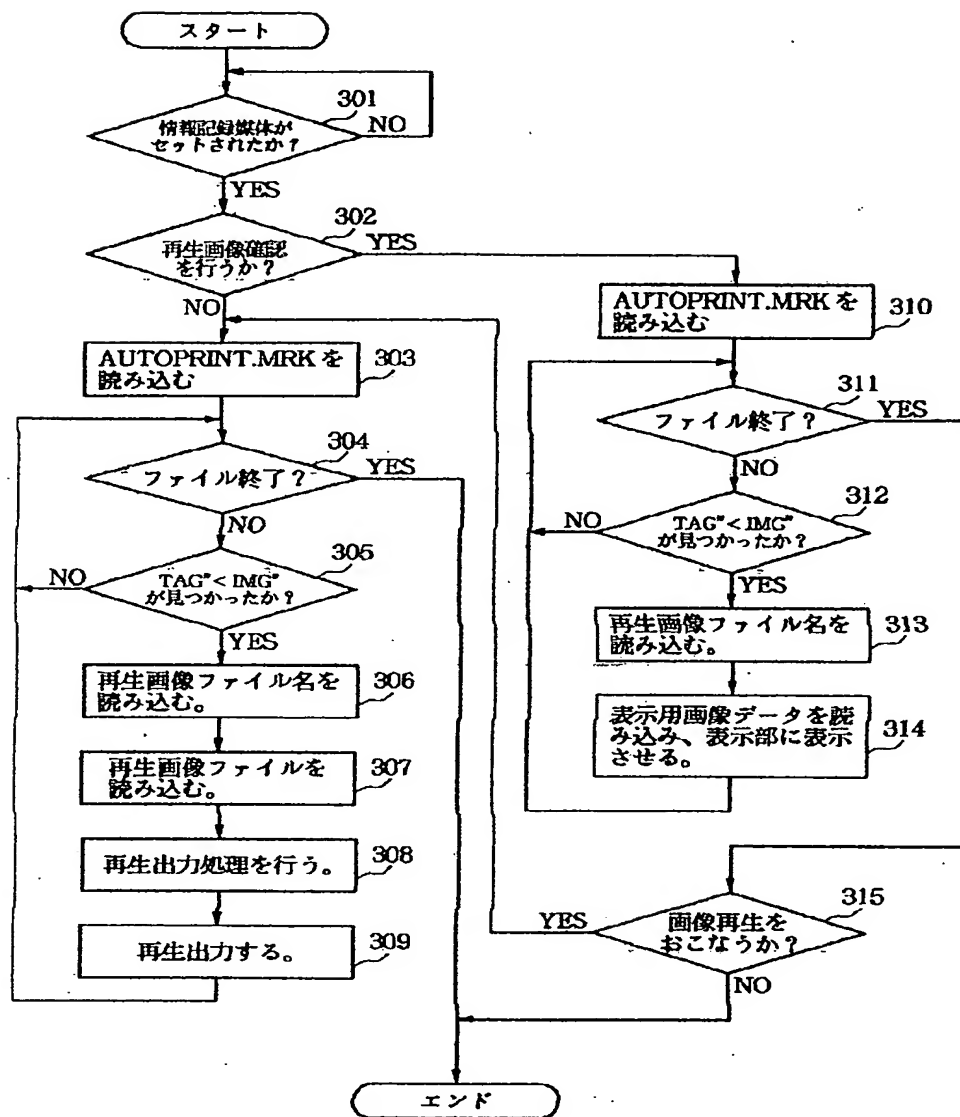 スタート
301
情報記録媒体が
セットされたか？
NO
YES
302
再生画像確認
を行うか？
YES
NO
AUTOPRINT.MRKを
読み込む
303
304
ファイル終了？
YES
NO
305
TAG"<IMG"
が見つかったか？
NO
YES
再生画像ファイル名を
読み込む。
306
再生画像ファイルを
読み込む。
307
再生出力処理を行う。
308
再生出力する。
309
AUTOPRINT.MRKを
読み込む
310
311
ファイル終了？
YES
NO
312
TAG"<IMG"
が見つかったか？
NO
YES
再生画像ファイル名を
読み込む。
313
表示用画像データを読
み込み、表示部に表示
させる。
314
315
画像再生を
おこなうか？
YES
NO
エンド